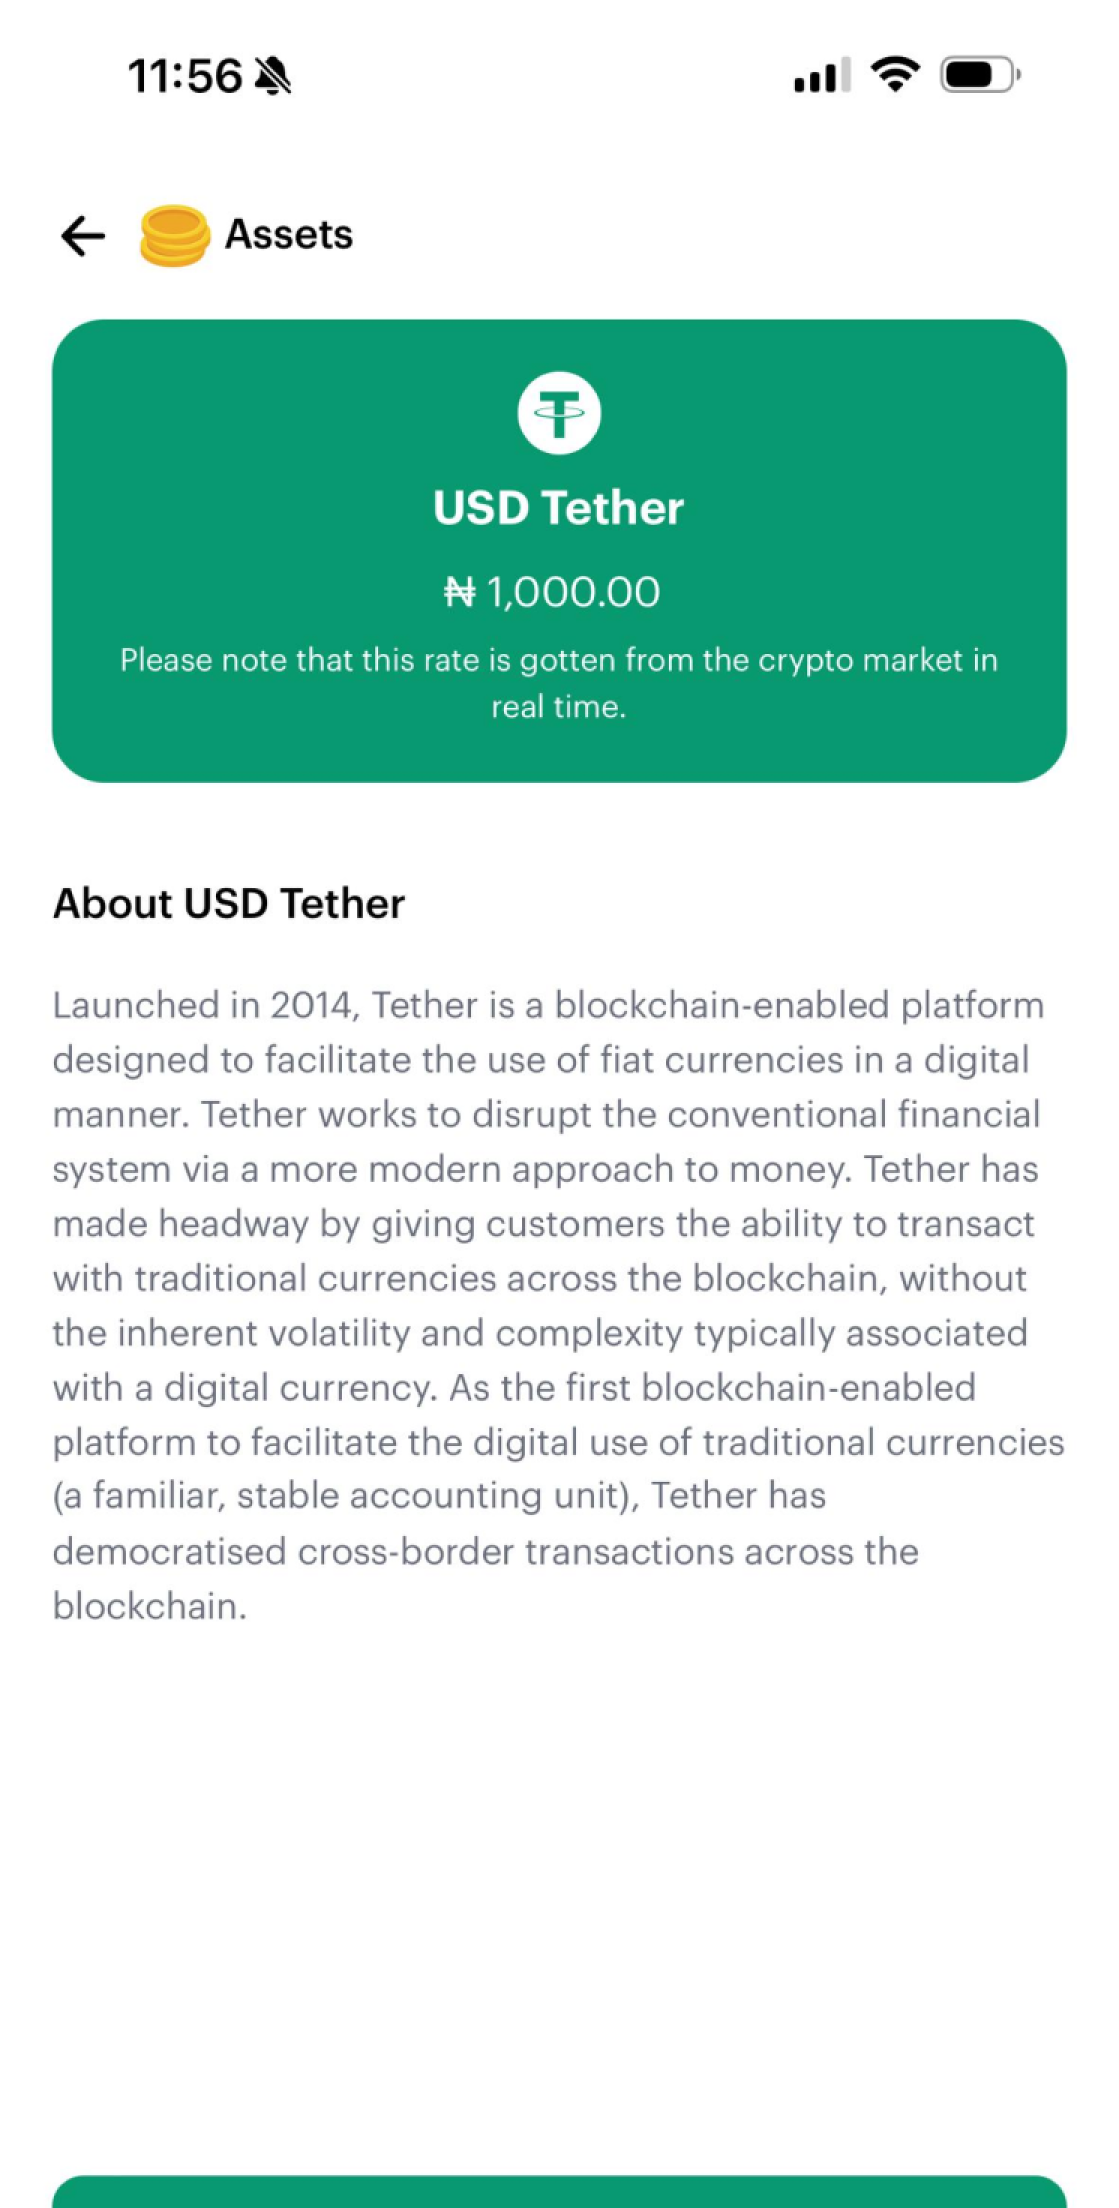 11:56
Assets
USD Tether
₦ 1,000.00
Please note that this rate is gotten from the crypto market in
real time.
About USD Tether
Launched in 2014, Tether is a blockchain-enabled platform
designed to facilitate the use of fiat currencies in a digital
manner. Tether works to disrupt the conventional financial
system via a more modern approach to money. Tether has
made headway by giving customers the ability to transact
with traditional currencies across the blockchain, without
the inherent volatility and complexity typically associated
with a digital currency. As the first blockchain-enabled
platform to facilitate the digital use of traditional currencies
(a familiar, stable accounting unit), Tether has
democratised cross-border transactions across the
blockchain.